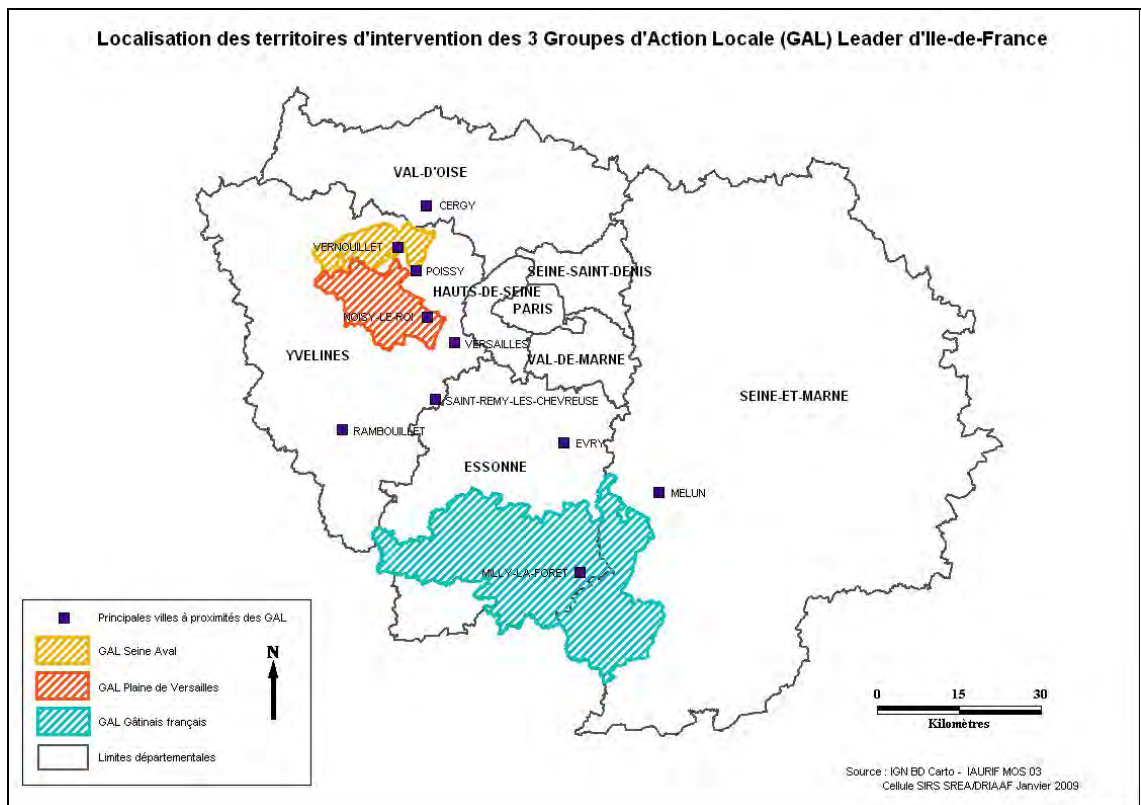 Localisation des territoires d'intervention des 3 Groupes d'Action Locale (GAL) Leader d'Ile-de-France
VAL-D'OISE
CERGY
VERNOUILLET
POISSY
SEINE-SAINT-DENIS
HAUTS-DE-SEINE
PARIS
NOISY-LE-ROI
VERSAILLES
YVELINES
VAL-DE-MARNE
SEINE-ET-MARNE
SAINT-REMY-LES-CHEVREUSE
RAMBOUILLET
EVRY
ESSONNE
MELUN
MILLY-LA-FORET
Principales villes à proximités des GAL
GAL Seine Aval
N
GAL Plaine de Versailles
GAL Gâtinais français
Limites départementales
0 15 30
Kilomètres
Source : IGN BD Carto - IAURIF MOS 03
Cellule SIRS SREA/DRIAAF Janvier 2009